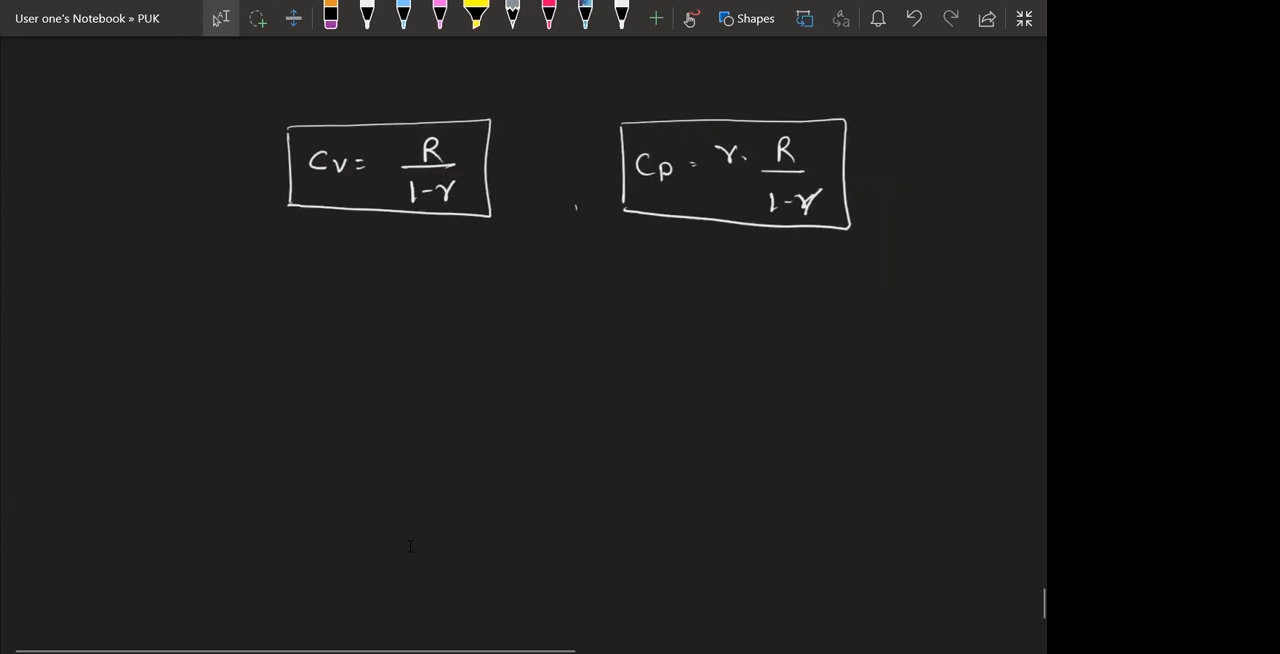 User one's Notebook » PUK
Shapes
Cv = R / 1-γ
Cp = γ. R / 1-γ